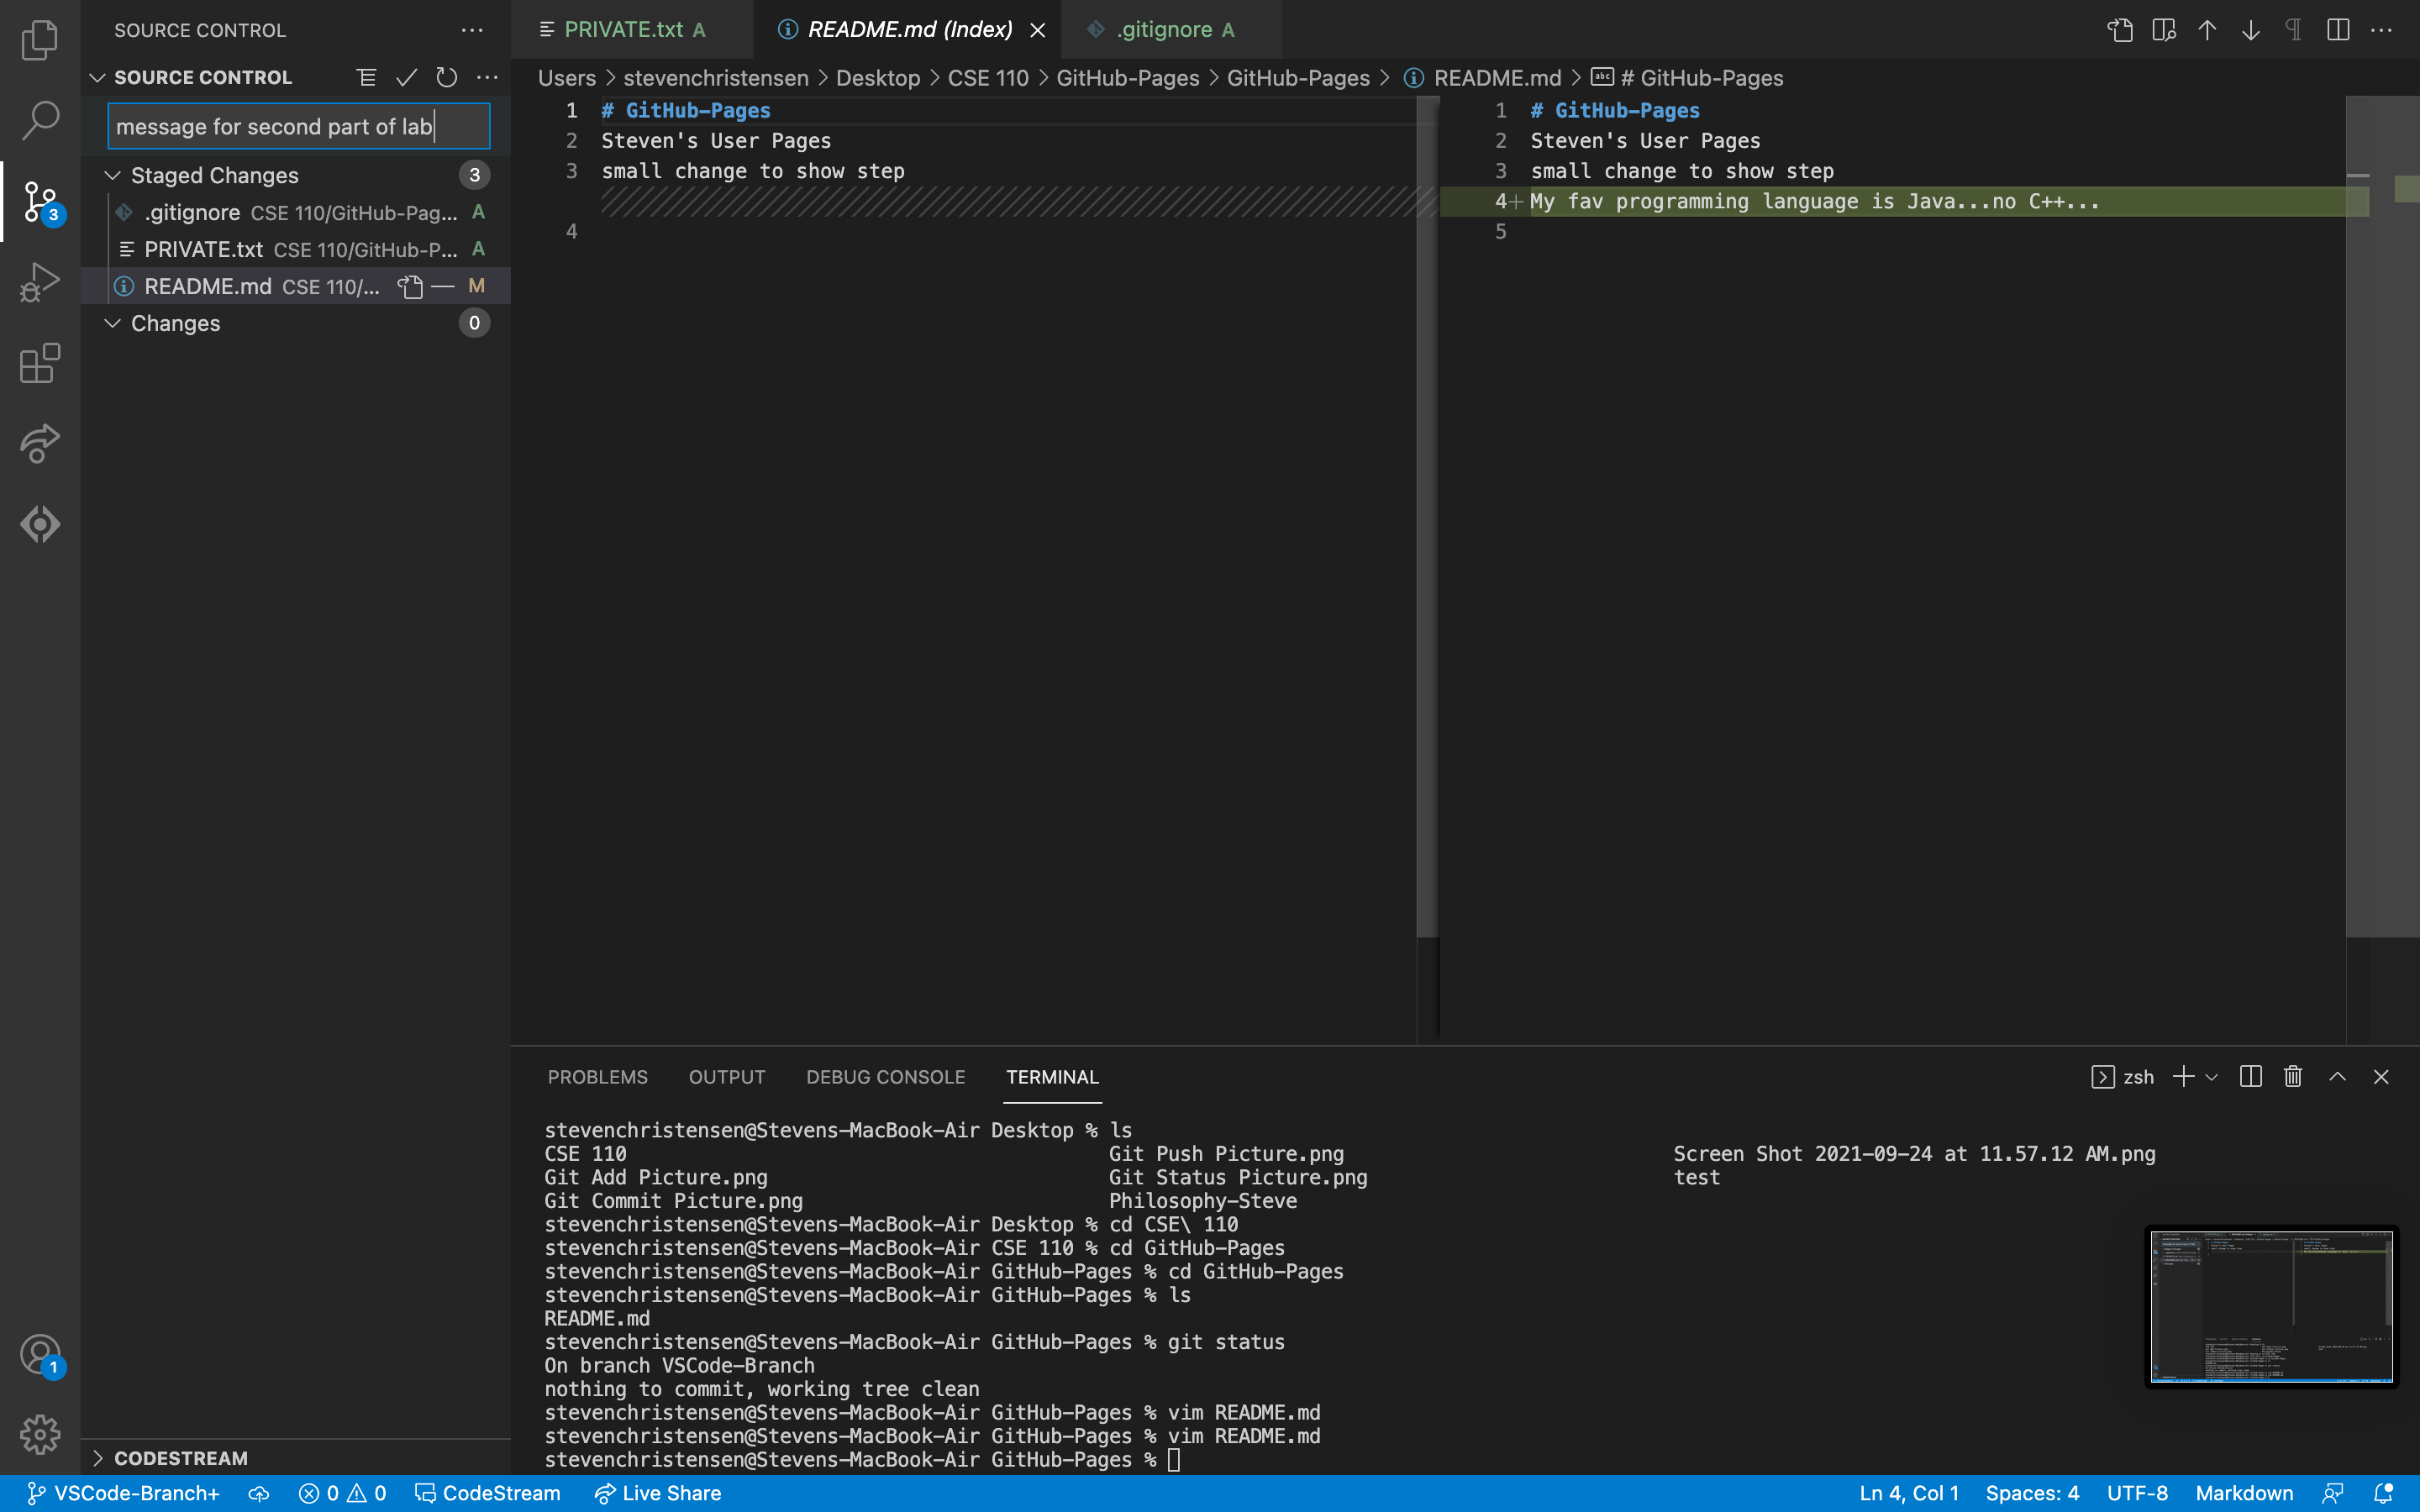 SOURCE CONTROL
SOURCE CONTROL
message for second part of lab
Staged Changes 3
.gitignore CSE 110/GitHub-Pag... A
PRIVATE.txt CSE 110/GitHub-P... A
README.md CSE 110/... M
Changes 0
3
1
CODESTREAM
PRIVATE.txt A
README.md (Index)
.gitignore A
Users > stevenchristensen > Desktop > CSE 110 > GitHub-Pages > GitHub-Pages > README.md > abc # GitHub-Pages
1 # GitHub-Pages
2 Steven's User Pages
3 small change to show step
4
1 # GitHub-Pages
2 Steven's User Pages
3 small change to show step
4+ My fav programming language is Java...no C++...
5
PROBLEMS OUTPUT DEBUG CONSOLE TERMINAL zsh
stevenchristensen@Stevens-MacBook-Air Desktop % ls
CSE 110 Git Push Picture.png Screen Shot 2021-09-24 at 11.57.12 AM.png
Git Add Picture.png Git Status Picture.png test
Git Commit Picture.png Philosophy-Steve
stevenchristensen@Stevens-MacBook-Air Desktop % cd CSE\ 110
stevenchristensen@Stevens-MacBook-Air CSE 110 % cd GitHub-Pages
stevenchristensen@Stevens-MacBook-Air GitHub-Pages % cd GitHub-Pages
stevenchristensen@Stevens-MacBook-Air GitHub-Pages % ls
README.md
stevenchristensen@Stevens-MacBook-Air GitHub-Pages % git status
On branch VSCode-Branch
nothing to commit, working tree clean
stevenchristensen@Stevens-MacBook-Air GitHub-Pages % vim README.md
stevenchristensen@Stevens-MacBook-Air GitHub-Pages % vim README.md
stevenchristensen@Stevens-MacBook-Air GitHub-Pages %
VSCode-Branch+ 0 0 CodeStream Live Share Ln 4, Col 1 Spaces: 4 UTF-8 Markdown